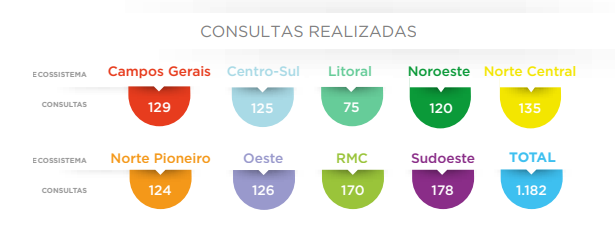 CONSULTAS REALIZADAS
ECOSSISTEMA Campos Gerais Centro-Sul Litoral Noroeste Norte Central
CONSULTAS 129 125 75 120 135
ECOSSISTEMA Norte Pioneiro Oeste RMC Sudoeste TOTAL
CONSULTAS 124 126 170 178 1.182